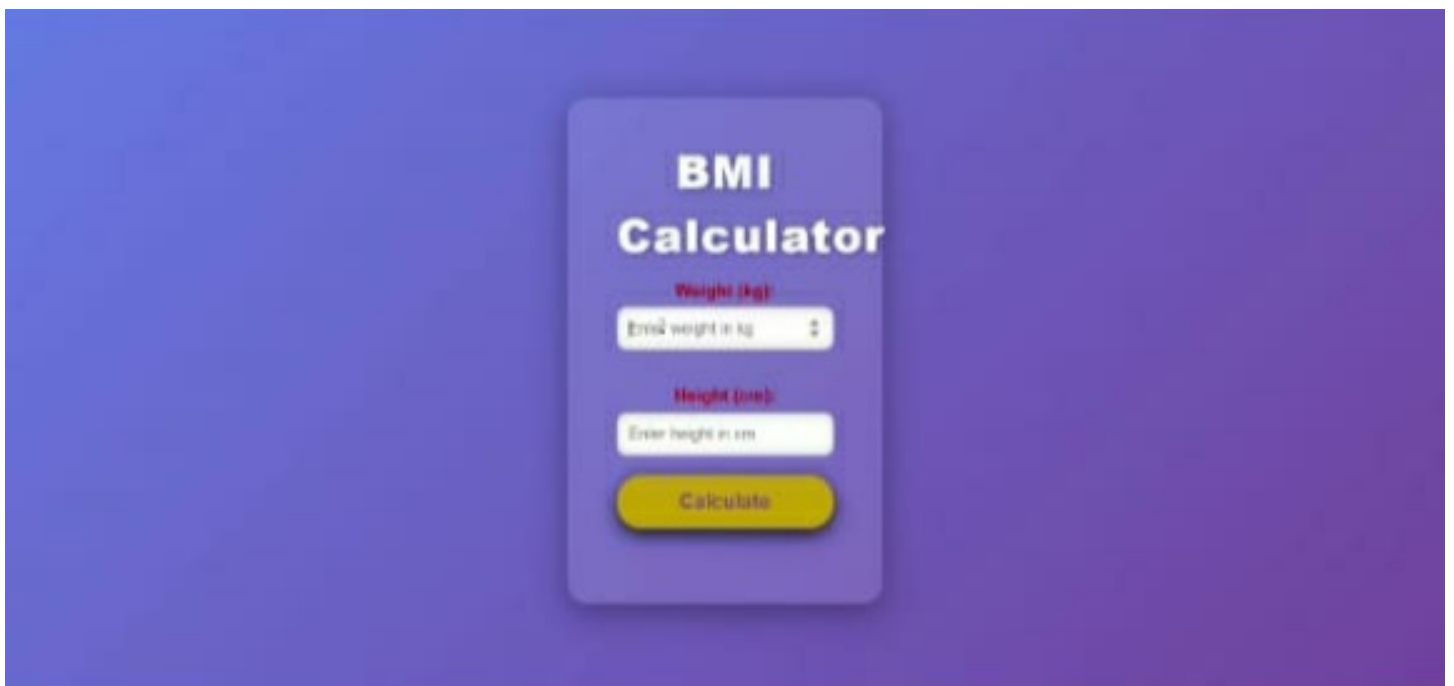 BMI
Calculator
Weight (kg):
Enter weight in kg
Height (cm):
Enter height in cm
Calculate